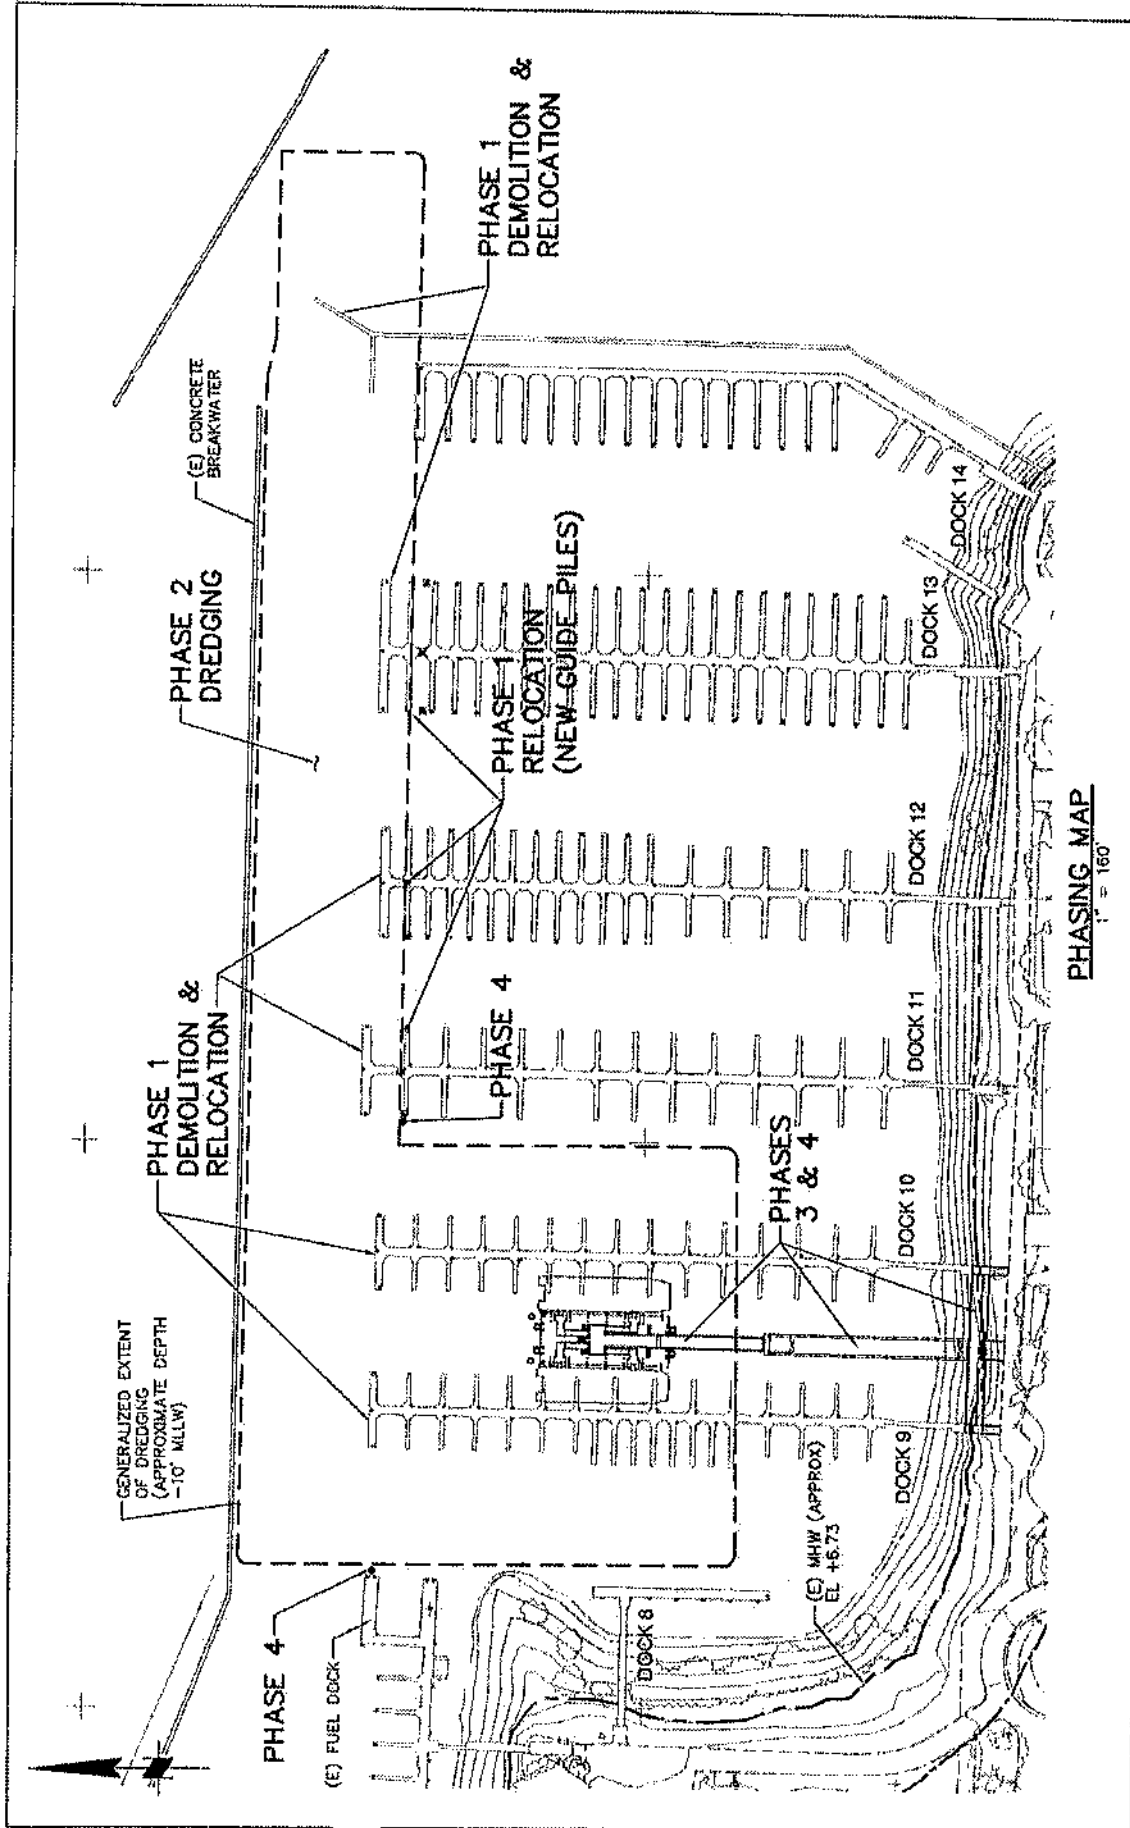 PHASE 4
(E) FUEL DOCK
GENERALIZED EXTENT
OF DREDGING
(APPROXIMATE DEPTH
-10' MLLW)
PHASE 1
DEMOLITION &
RELOCATION
PHASE 2
DREDGING
(E) CONCRETE
BREAKWATER
PHASE 1
DEMOLITION &
RELOCATION
PHASE 1
RELOCATION
(NEW GUIDE PILES)
PHASE 4
PHASES
3 & 4
DOCK 8
(E) MHW (APPROX)
EL +6.73
DOCK 9
DOCK 10
DOCK 11
DOCK 12
DOCK 13
DOCK 14
PHASING MAP
1" = 160'